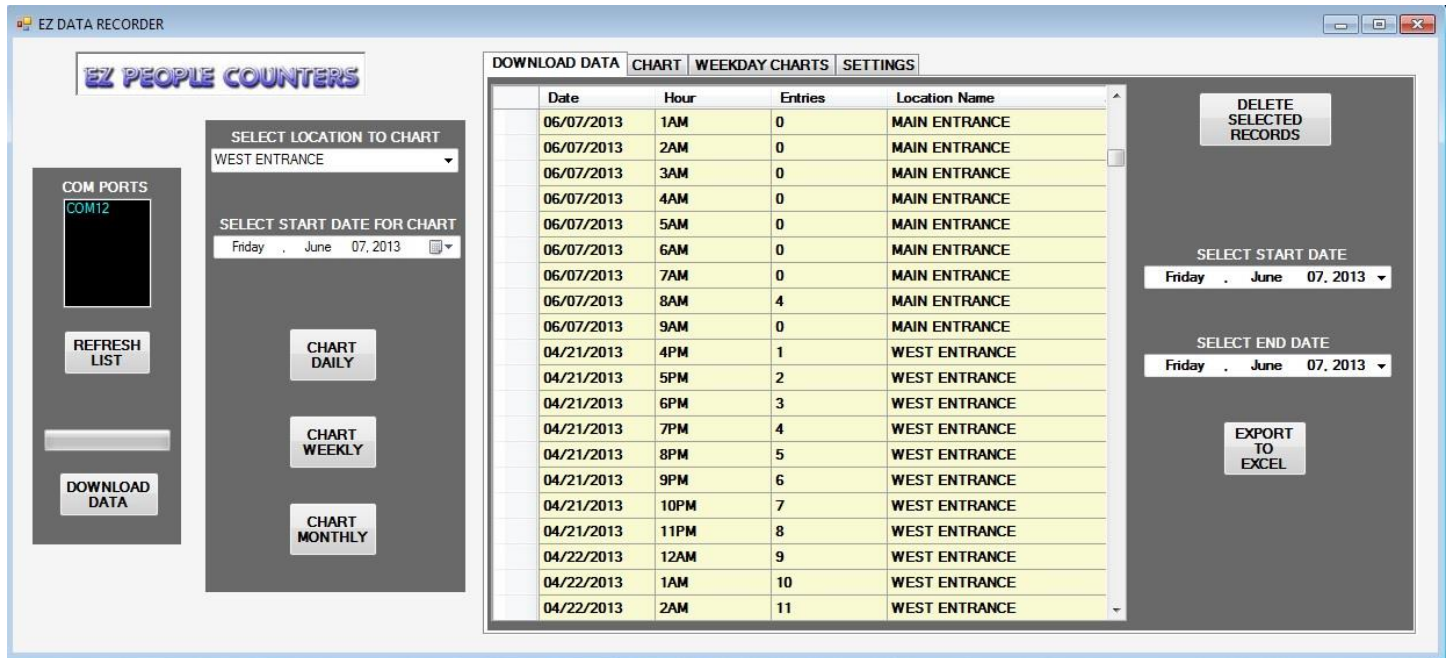 EZ DATA RECORDER
EZ PEOPLE COUNTERS
COM PORTS
COM12
REFRESH
LIST
DOWNLOAD
DATA
SELECT LOCATION TO CHART
WEST ENTRANCE
SELECT START DATE FOR CHART
Friday , June 07, 2013
CHART
DAILY
CHART
WEEKLY
CHART
MONTHLY
DOWNLOAD DATA CHART WEEKDAY CHARTS SETTINGS
Date Hour Entries Location Name
06/07/2013 1AM 0 MAIN ENTRANCE
06/07/2013 2AM 0 MAIN ENTRANCE
06/07/2013 3AM 0 MAIN ENTRANCE
06/07/2013 4AM 0 MAIN ENTRANCE
06/07/2013 5AM 0 MAIN ENTRANCE
06/07/2013 6AM 0 MAIN ENTRANCE
06/07/2013 7AM 0 MAIN ENTRANCE
06/07/2013 8AM 4 MAIN ENTRANCE
06/07/2013 9AM 0 MAIN ENTRANCE
04/21/2013 4PM 1 WEST ENTRANCE
04/21/2013 5PM 2 WEST ENTRANCE
04/21/2013 6PM 3 WEST ENTRANCE
04/21/2013 7PM 4 WEST ENTRANCE
04/21/2013 8PM 5 WEST ENTRANCE
04/21/2013 9PM 6 WEST ENTRANCE
04/21/2013 10PM 7 WEST ENTRANCE
04/21/2013 11PM 8 WEST ENTRANCE
04/22/2013 12AM 9 WEST ENTRANCE
04/22/2013 1AM 10 WEST ENTRANCE
04/22/2013 2AM 11 WEST ENTRANCE
DELETE
SELECTED
RECORDS
SELECT START DATE
Friday , June 07, 2013
SELECT END DATE
Friday , June 07, 2013
EXPORT
TO
EXCEL